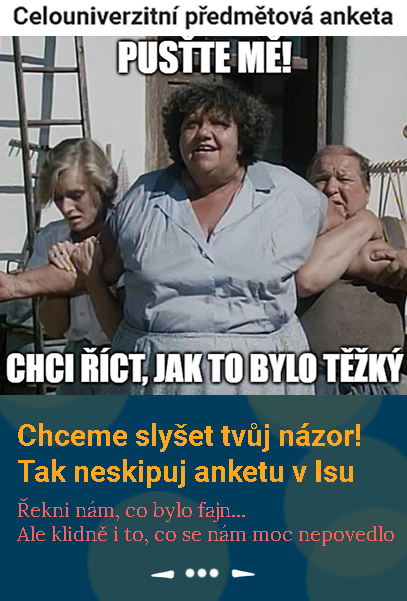 Celouniverzitní předmětová anketa
PUSŤTE MĚ!
CHCI ŘÍCT, JAK TO BYLO TĚŽKÝ
Chceme slyšet tvůj názor!
Tak neskipuj anketu v Isu
Řekni nám, co bylo fajn...
Ale klidně i to, co se nám moc nepovedlo